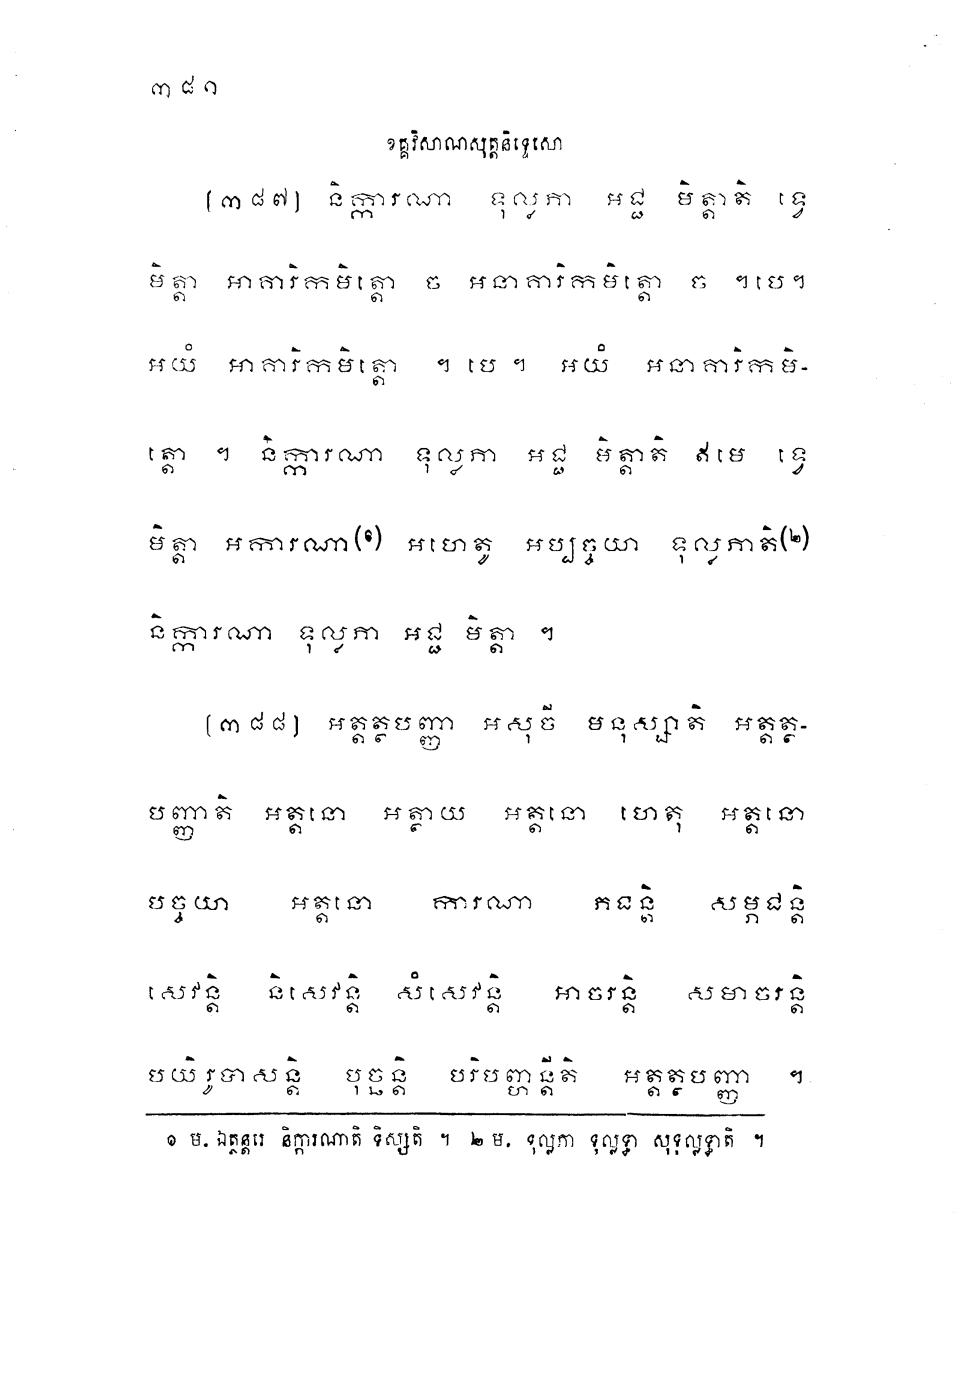 ៣៨១
ខគ្គវិសាណសុត្តនិទ្ទេសោ
(៣៨៧) និក្ការណា ទុល្លភា អជ្ជ មិត្តាតិ ទ្វេ
មិត្តា អាគារិកមិត្តោ ច អនាគារិកមិត្តោ ច ។បេ។
អយំ អាគារិកមិត្តោ ។ បេ ។ អយំ អនាគារិកមិ-
ត្តោ ។ និក្ការណា ទុល្លភា អជ្ជ មិត្តាតិ ឥមេ ទ្វេ
មិត្តា អការណា(១) អហេតូ អប្បច្ចយា ទុល្លភាតិ(២)
និក្ការណា ទុល្លភា អជ្ជ មិត្តា ។
(៣៨៨) អត្តត្ថបញ្ញា អសុចី មនុស្សាតិ អត្តត្ថ-
បញ្ញាតិ អត្តនោ អត្ថាយ អត្តនោ ហេតុ អត្តនោ
បច្ចយា អត្តនោ ការណា ភជន្តិ សម្ភជន្តិ
សេវន្តិ និសេវន្តិ សំសេវន្តិ អាចរន្តិ សមាចរន្តិ
បយិរូទាសន្តិ បុច្ឆន្តិ បរិបញ្ហន្តីតិ អត្តត្ថបញ្ញា ។
១ ម. ឯត្ថន្តរេ និក្ការណាតិ ទិស្សតិ ។ ២ ម. ទុល្លភា ទុល្លទ្ធា សុទុល្លទ្ធាតិ ។